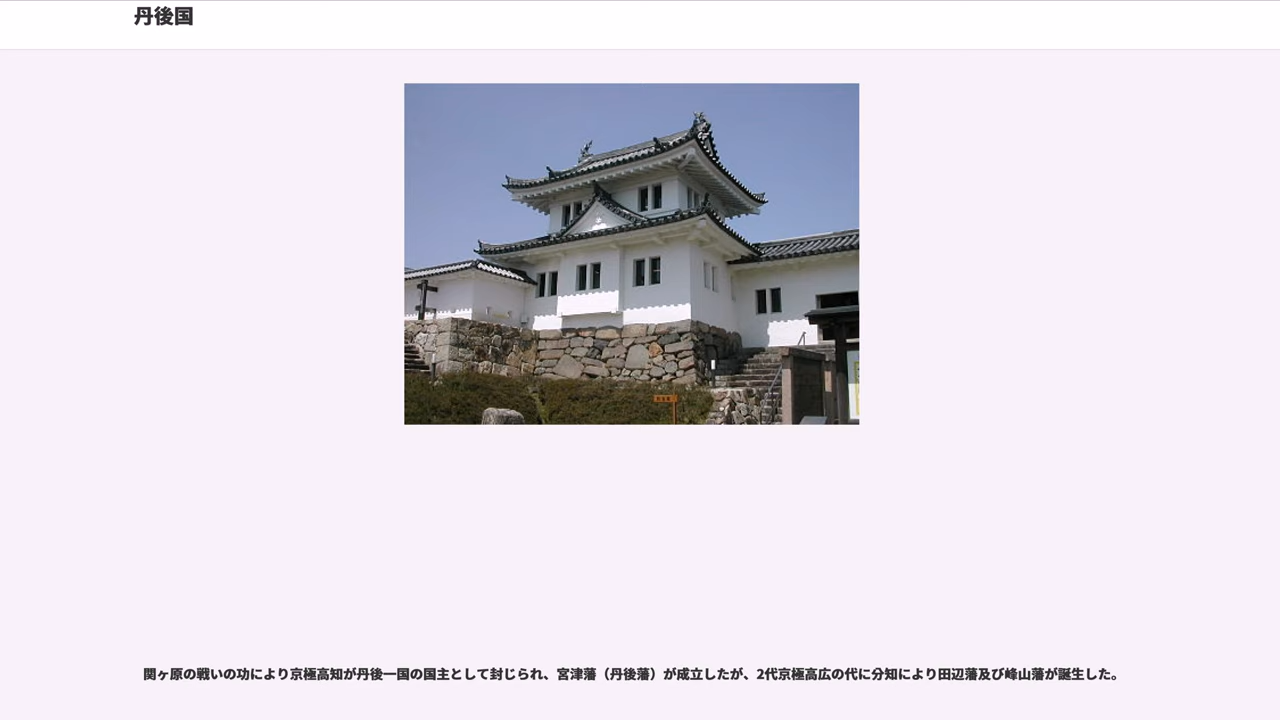 丹後国
関ヶ原の戦いの功により京極高知が丹後一国の国主として封じられ、宮津藩（丹後藩）が成立したが、2代京極高広の代に分知により田辺藩及び峰山藩が誕生した。